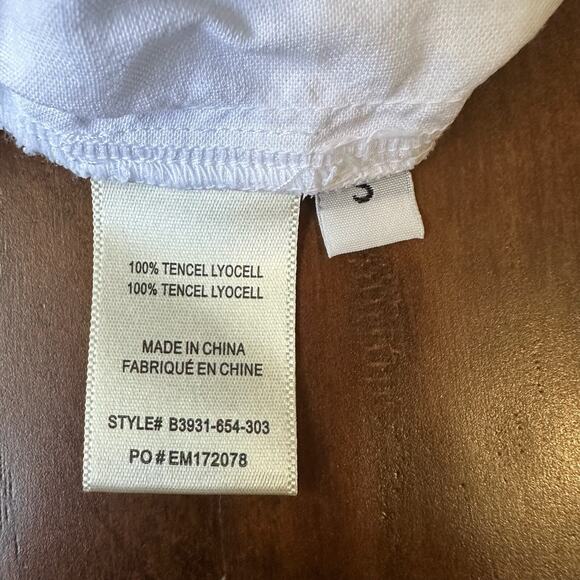 100% TENCEL LYOCELL
100% TENCEL LYOCELL
MADE IN CHINA
FABRIQUÉ EN CHINE
STYLE# B3931-654-303
PO # EM172078